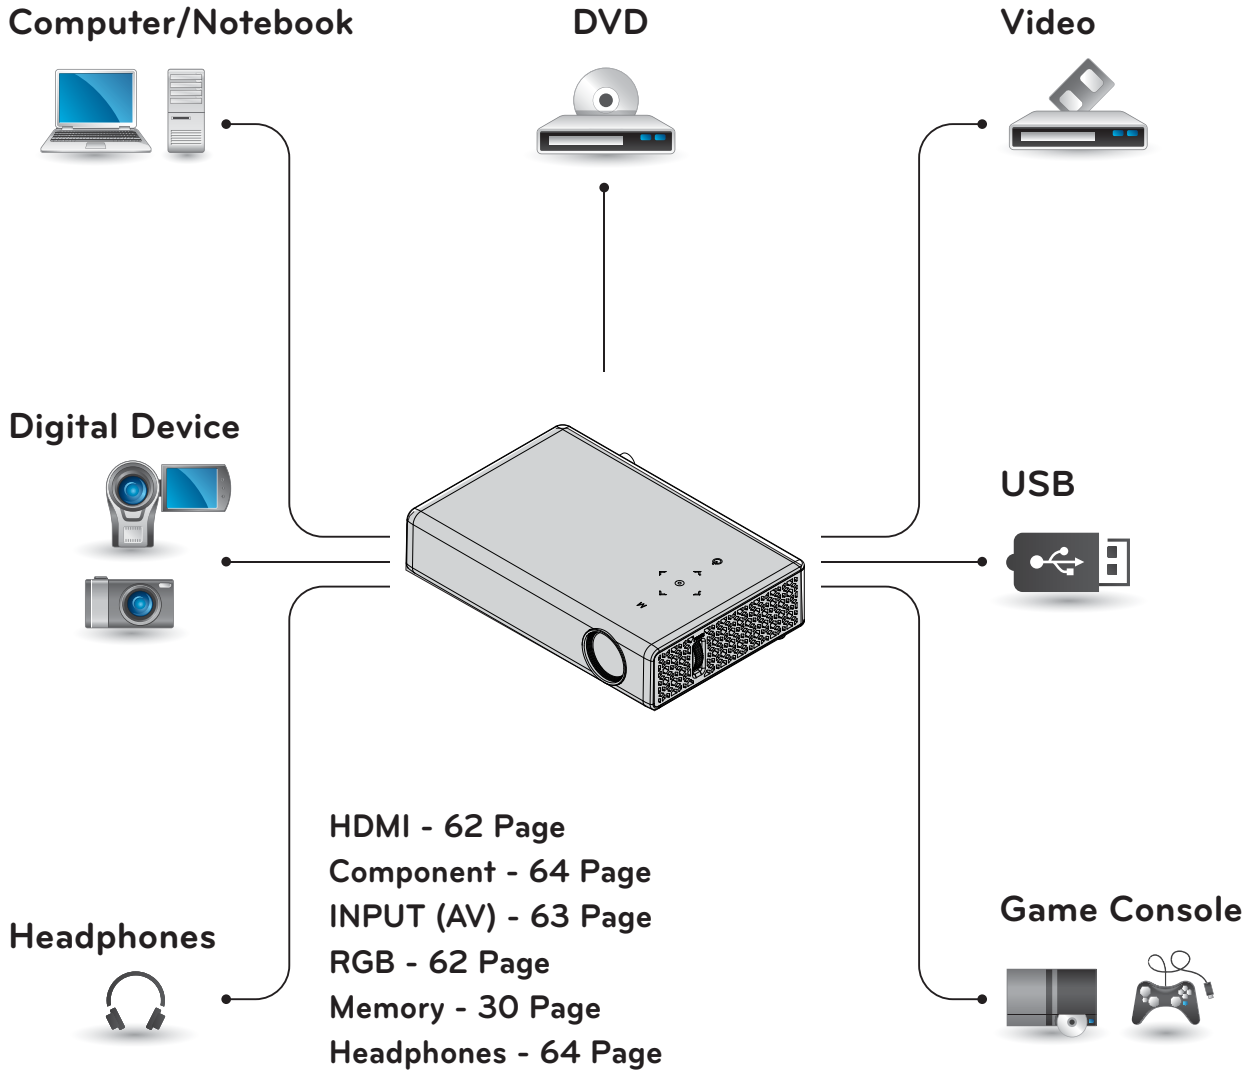 Computer/Notebook
DVD
Video
Digital Device
USB
M
HDMI - 62 Page
Component - 64 Page
INPUT (AV) - 63 Page
RGB - 62 Page
Memory - 30 Page
Headphones - 64 Page
Headphones
Game Console